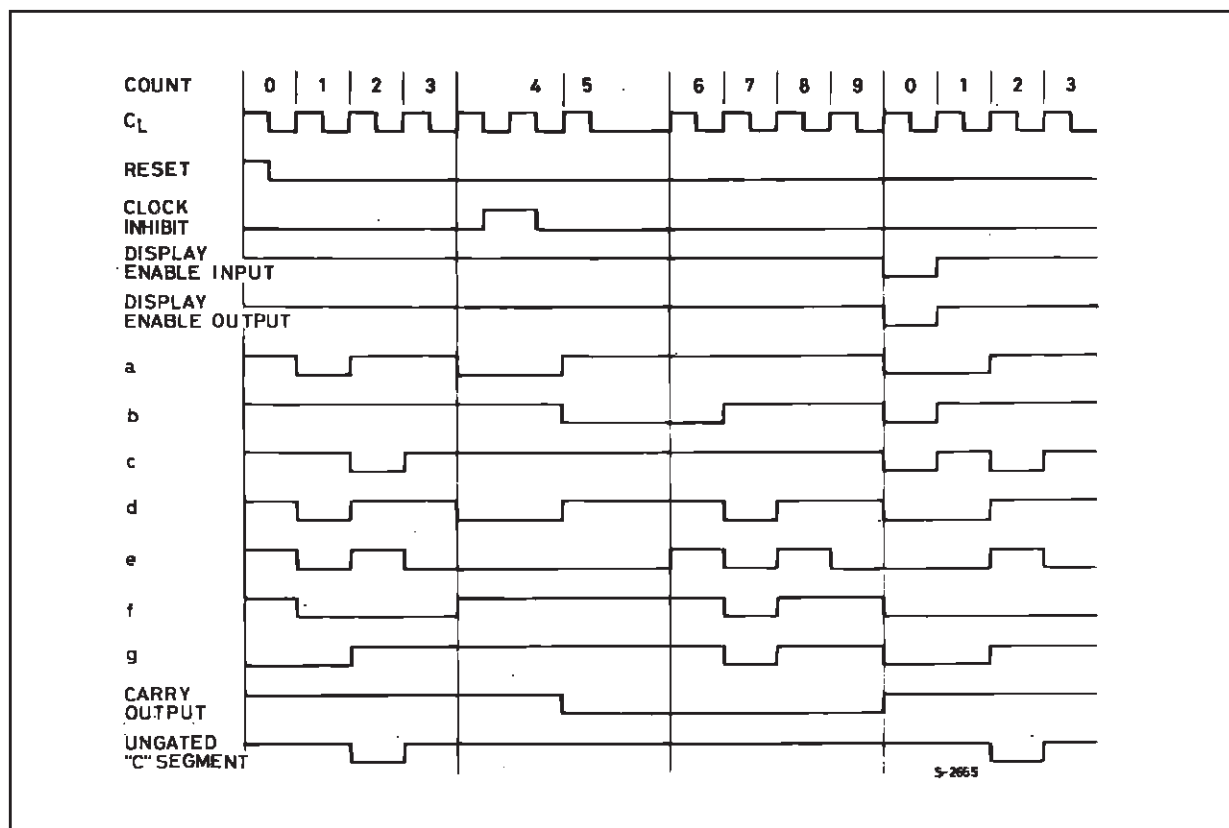 COUNT 0 1 2 3 4 5 6 7 8 9 0 1 2 3
CL
RESET
CLOCK
INHIBIT
DISPLAY
ENABLE INPUT
DISPLAY
ENABLE OUTPUT
a
b
c
d
e
f
g
CARRY
OUTPUT
UNGATED
"C" SEGMENT
S-2665